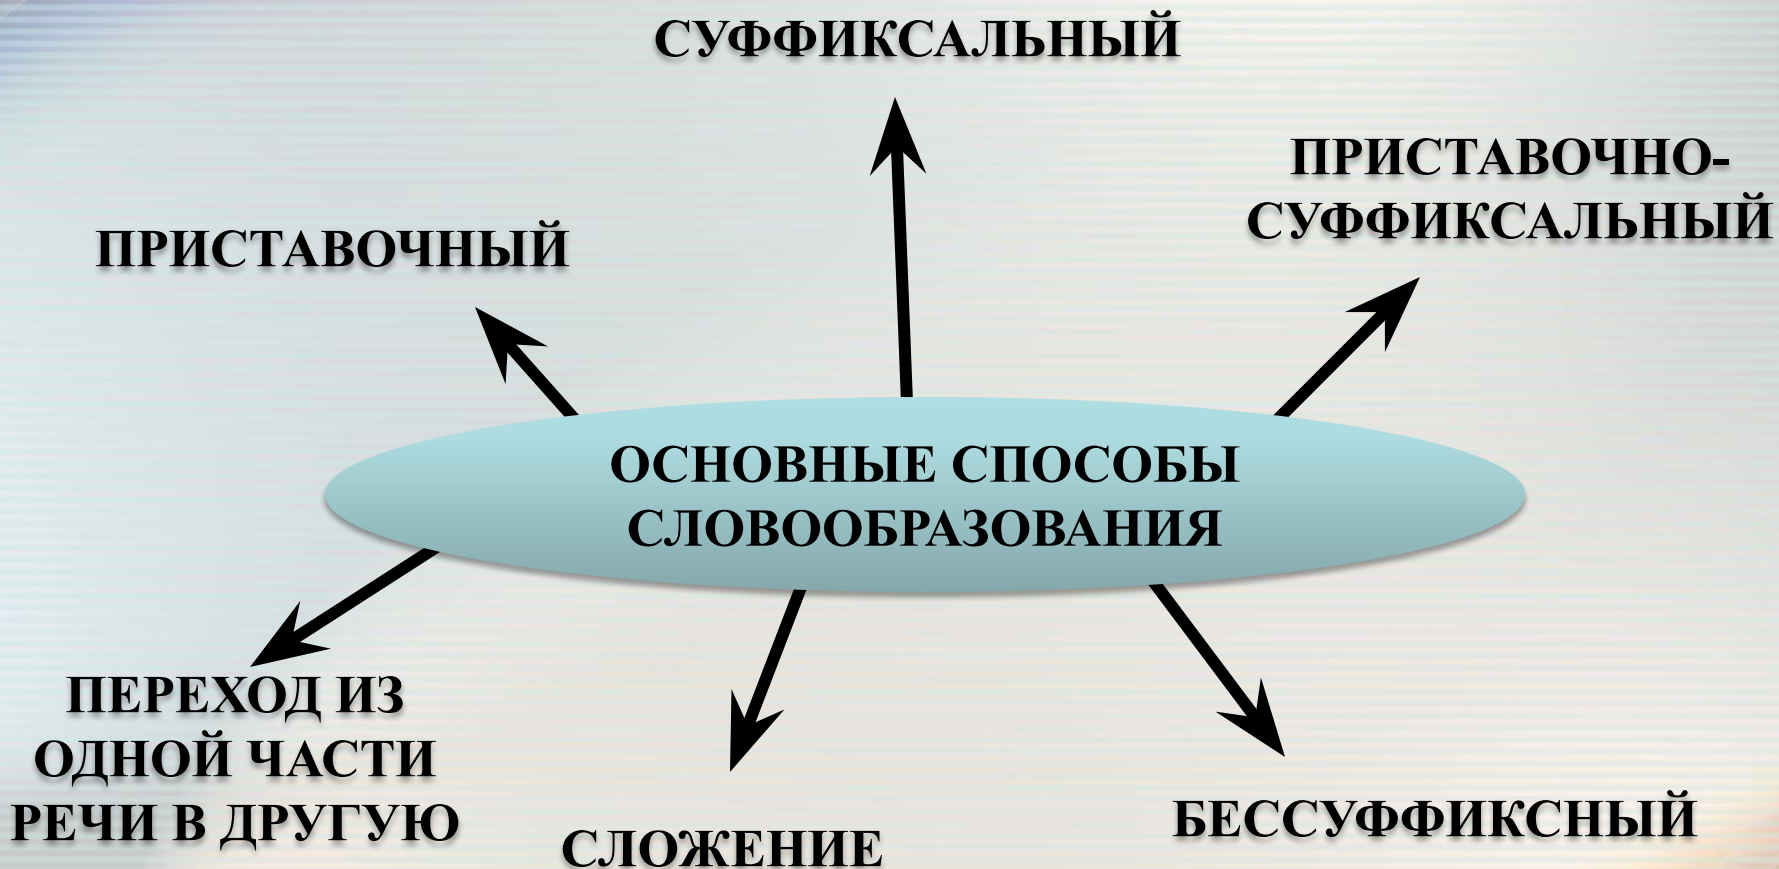 СУФФИКСАЛЬНЫЙ
ПРИСТАВОЧНО-
СУФФИКСАЛЬНЫЙ
ПРИСТАВОЧНЫЙ
ОСНОВНЫЕ СПОСОБЫ
СЛОВООБРАЗОВАНИЯ
ПЕРЕХОД ИЗ
ОДНОЙ ЧАСТИ
РЕЧИ В ДРУГУЮ
СЛОЖЕНИЕ
БЕССУФФИКСНЫЙ